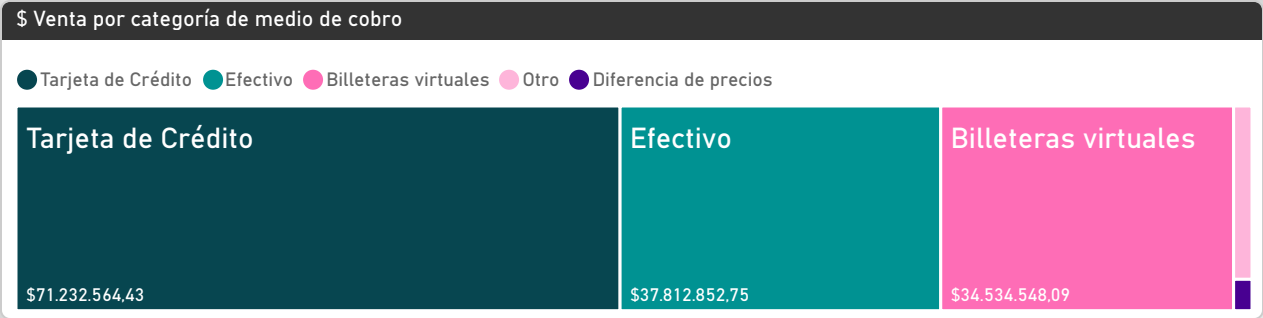 $ Venta por categoría de medio de cobro
Tarjeta de Crédito Efectivo Billeteras virtuales Otro Diferencia de precios
Tarjeta de Crédito Efectivo Billeteras virtuales
$71.232.564,43 $37.812.852,75 $34.534.548,09